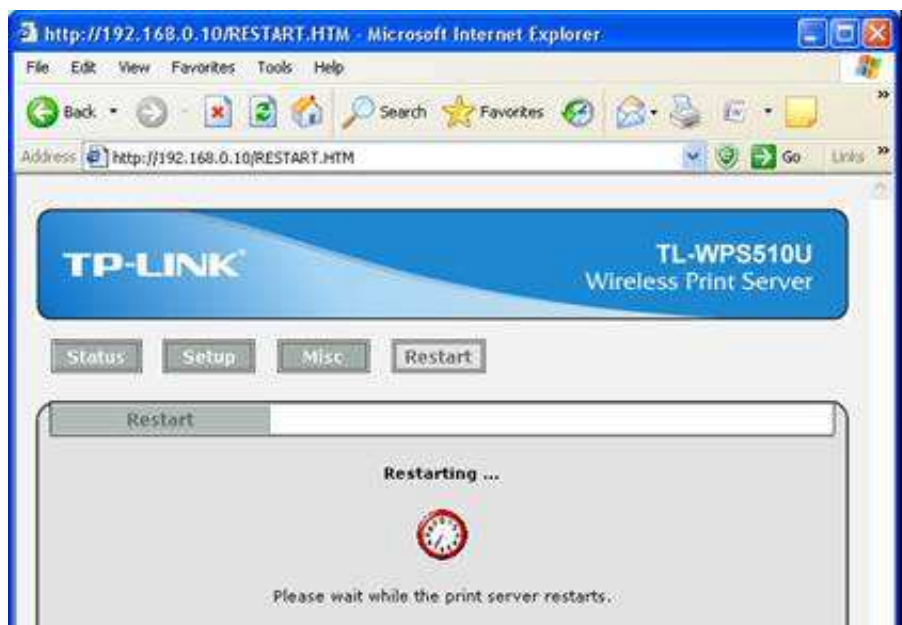 http://192.168.0.10/RESTART.HTM - Microsoft Internet Explorer
File Edit View Favorites Tools Help
Back Search Favorites
Address http://192.168.0.10/RESTART.HTM Go Links »
TP-LINK®
TL-WPS510U
Wireless Print Server
Status Setup Misc Restart
Restart
Restarting ...
Please wait while the print server restarts.